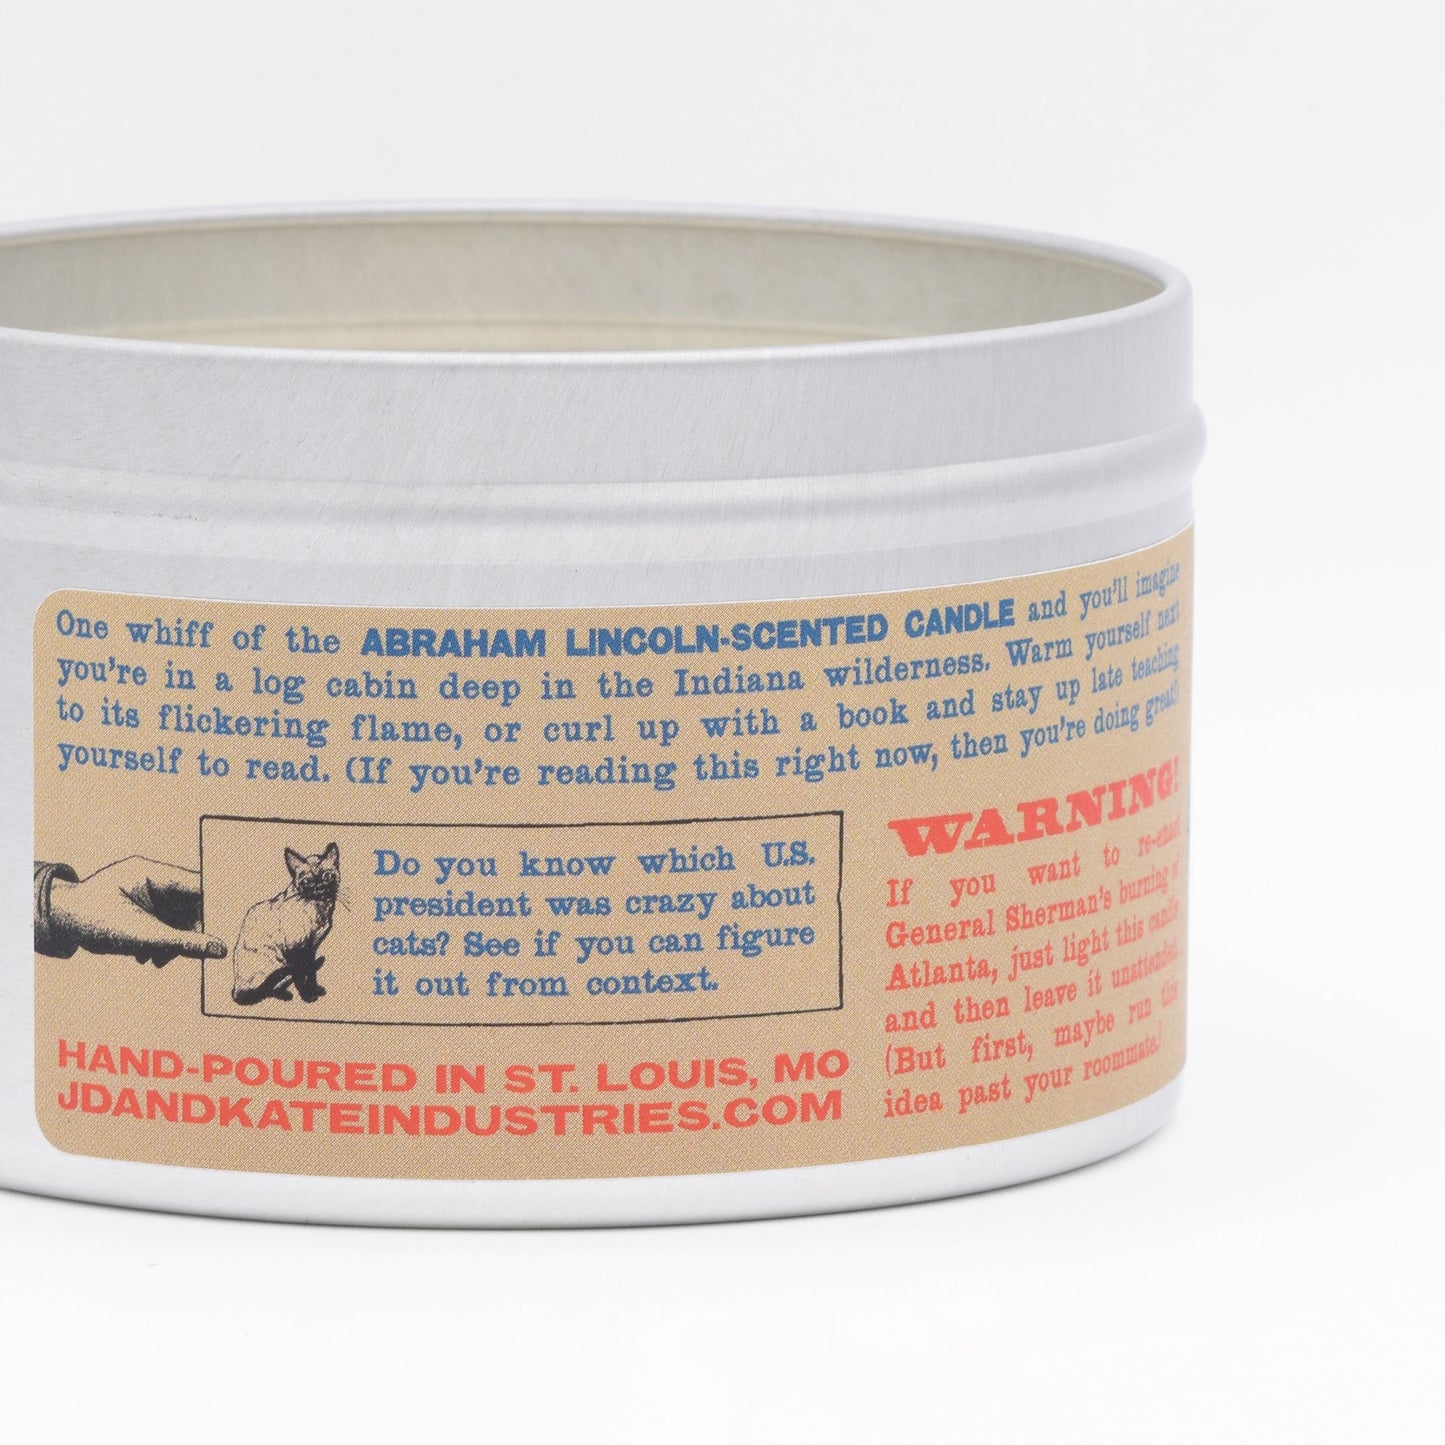 One whiff of the ABRAHAM LINCOLN-SCENTED CANDLE and you'll imagine
you're in a log cabin deep in the Indiana wilderness. Warm yourself next
to its flickering flame, or curl up with a book and stay up late teaching
yourself to read. (If you're reading this right now, then you're doing great!)
Do you know which U.S.
president was crazy about
cats? See if you can figure
it out from context.
HAND-POURED IN ST. LOUIS, MO
JDANDKATEINDUSTRIES.COM
WARNING!
If you want to re-enact
General Sherman's burning of
Atlanta, just light this candle
and then leave it unattended.
(But first, maybe run this
idea past your roommate.)